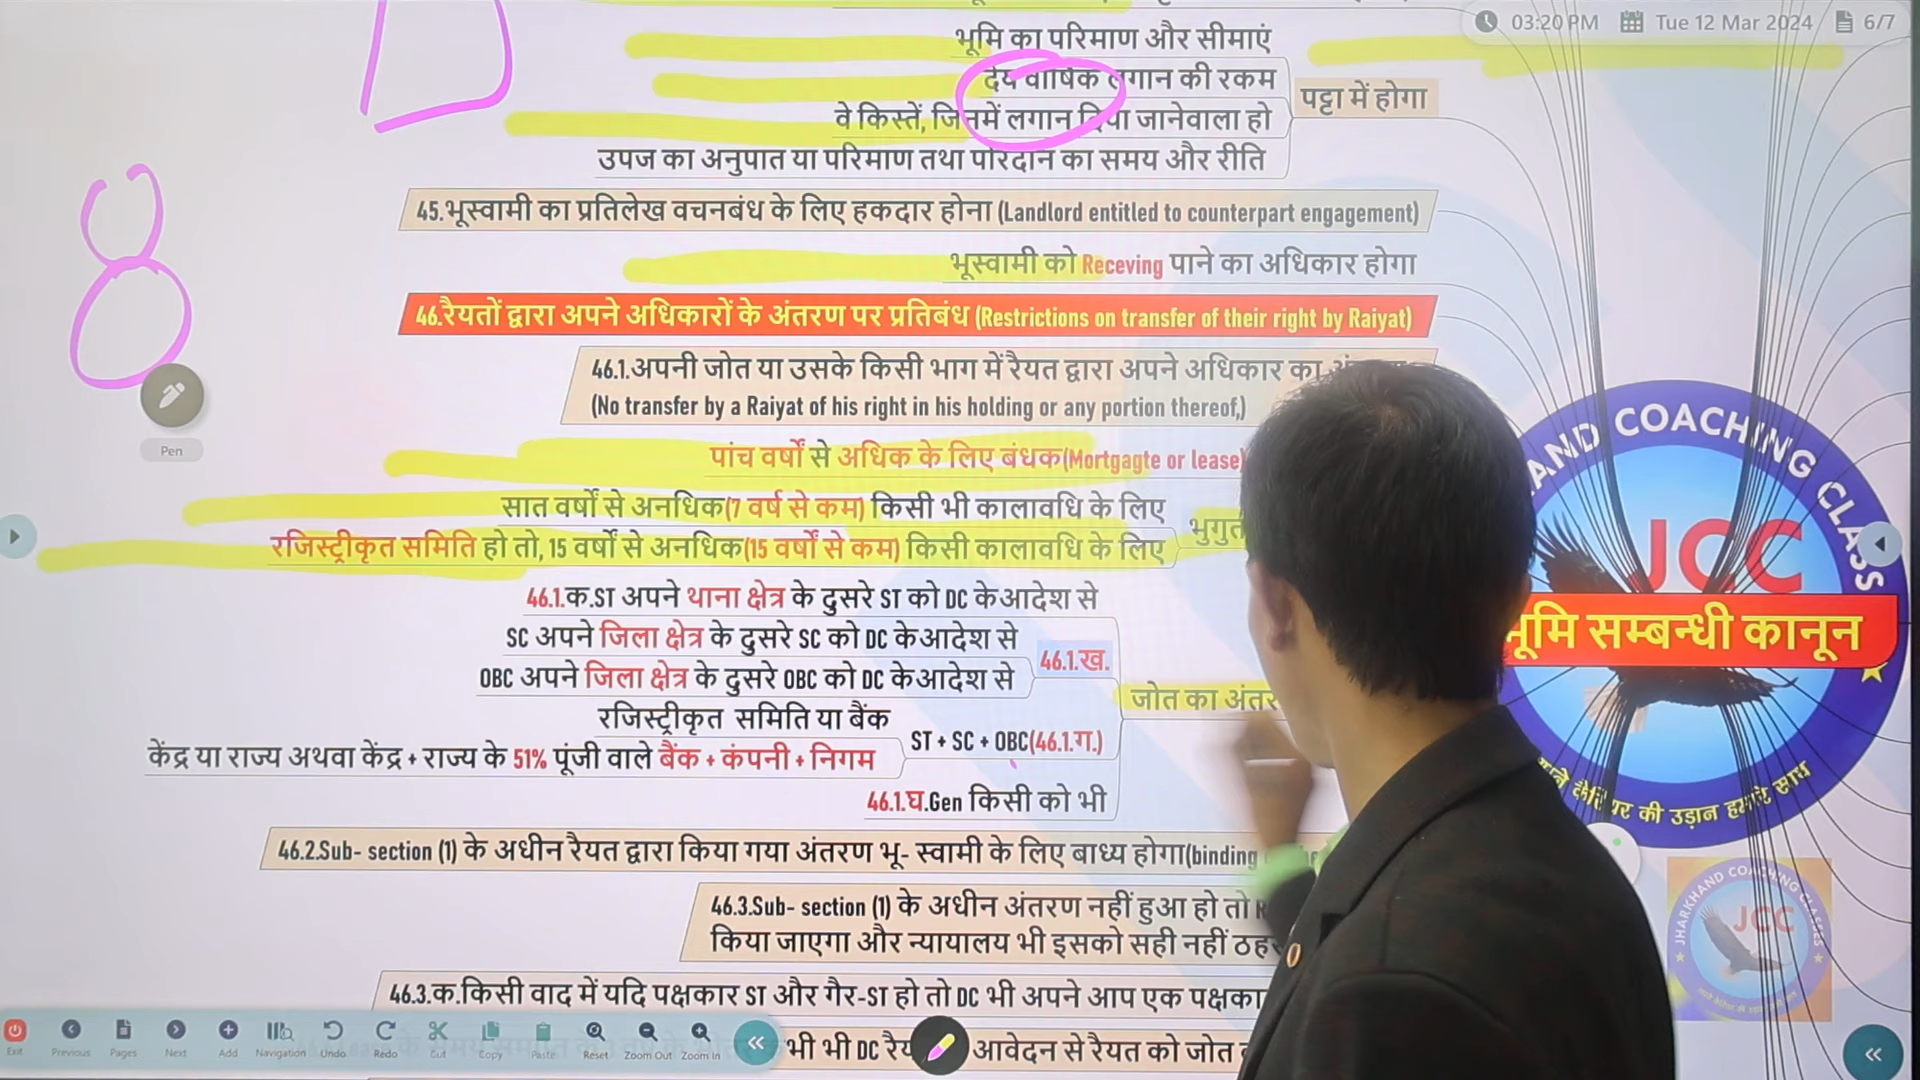 03:20 PM Tue 12 Mar 2024 6/7
भूमि का परिमाण और सीमाएं
देय वार्षिक लगान की रकम
पट्टा में होगा
वे किस्तें, जिनमें लगान दिया जानेवाला हो
उपज का अनुपात या परिमाण तथा परिदान का समय और रीति
45.भूस्वामी का प्रतिलेख वचनबंध के लिए हकदार होना (Landlord entitled to counterpart engagement)
भूस्वामी को Receving पाने का अधिकार होगा
46.रैयतों द्वारा अपने अधिकारों के अंतरण पर प्रतिबंध (Restrictions on transfer of their right by Raiyat)
46.1.अपनी जोत या उसके किसी भाग में रैयत द्वारा अपने अधिकार का
(No transfer by a Raiyat of his right in his holding or any portion thereof,)
पांच वर्षों से अधिक के लिए बंधक(Mortgagte or lease)
सात वर्षों से अनधिक(7 वर्ष से कम) किसी भी कालावधि के लिए
रजिस्ट्रीकृत समिति हो तो, 15 वर्षों से अनधिक(15 वर्षों से कम) किसी कालावधि के लिए
46.1.क.ST अपने थाना क्षेत्र के दुसरे ST को DC के आदेश से
SC अपने जिला क्षेत्र के दुसरे SC को DC के आदेश से
46.1.ख.
OBC अपने जिला क्षेत्र के दुसरे OBC को DC के आदेश से
जोत का
रजिस्ट्रीकृत समिति या बैंक
ST + SC + OBC(46.1.ग.)
केंद्र या राज्य अथवा केंद्र + राज्य के 51% पूंजी वाले बैंक + कंपनी + निगम
46.1.घ.Gen किसी को भी
46.2.Sub- section (1) के अधीन रैयत द्वारा किया गया अंतरण भू- स्वामी के लिए बाध्य होगा(binding
46.3.Sub- section (1) के अधीन अंतरण नहीं हुआ हो तो
किया जाएगा और न्यायालय भी इसको सही नहीं
46.3.क.किसी वाद में यदि पक्षकार ST और गैर-ST हो तो DC भी अपने आप एक
भी DC
आवेदन से रैयत को जोत
8
Pen
COACHING CLASS
JCC
भूमि सम्बन्धी कानून
की उड़ान हमारे साथ
JHARKHAND COACHING CLASSES
JCC
Exit Previous Pages Next Add Navigation Undo Redo Cut Copy Paste Reset Zoom Out Zoom In